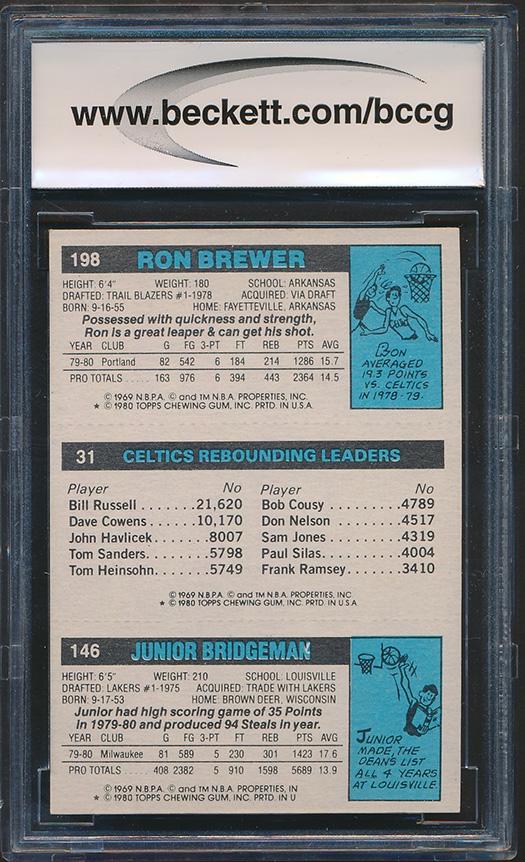 www.beckett.com/bccg
198 RON BREWER
HEIGHT: 6'4" WEIGHT: 180 SCHOOL: ARKANSAS
DRAFTED: TRAIL BLAZERS #1-1978 ACQUIRED: VIA DRAFT
BORN: 9-16-55 HOME: FAYETTEVILLE, ARKANSAS
Possessed with quickness and strength,
Ron is a great leaper & can get his shot.
YEAR CLUB G FG 3-PT FT REB PTS AVG
79-80 Portland 82 542 6 184 214 1286 15.7
PRO TOTALS.... 163 976 6 394 443 2364 14.5
© 1969 N.B.P.A. © and TM N.B.A. PROPERTIES, INC.
★ © 1980 TOPPS CHEWING GUM, INC. PRTD. IN U.S.A.
RON
AVERAGED
19.3 POINTS
VS. CELTICS
IN 1978-79.
31 CELTICS REBOUNDING LEADERS
Player No Player No
Bill Russell......21,620 Bob Cousy........4789
Dave Cowens.....10,170 Don Nelson.......4517
John Havlicek....8007 Sam Jones........4319
Tom Sanders......5798 Paul Silas........4004
Tom Heinsohn.....5749 Frank Ramsey.....3410
© 1969 N.B.P.A. © and TM N.B.A. PROPERTIES, INC.
★ © 1980 TOPPS CHEWING GUM, INC. PRTD. IN U.S.A
146 JUNIOR BRIDGEMAN
HEIGHT: 6'5" WEIGHT: 210 SCHOOL: LOUISVILLE
DRAFTED: LAKERS #1-1975 ACQUIRED: TRADE WITH LAKERS
BORN: 9-17-53 HOME: BROWN DEER, WISCONSIN
Junior had high scoring game of 35 Points
in 1979-80 and produced 94 Steals in year.
YEAR CLUB G FG 3-PT FT REB PTS AVG
79-80 Milwaukee 81 589 5 230 301 1423 17.6
PRO TOTALS.... 408 2382 5 910 1598 5689 13.9
© 1969 N.B.P.A. © and TM N.B.A. PROPERTIES, IN
★ © 1980 TOPPS CHEWING GUM, INC. PRTD. IN U
JUNIOR
MADE, THE
DEAN'S LIST
ALL 4 YEARS
AT LOUISVILLE.